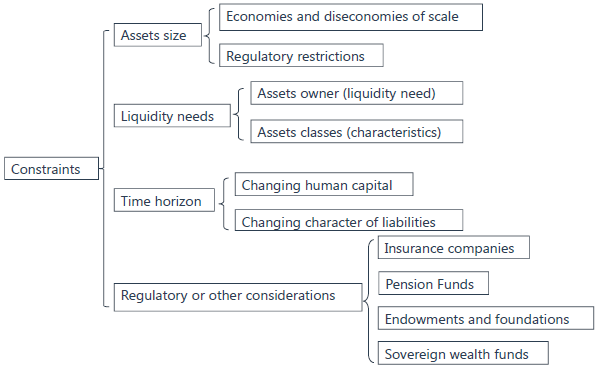 Constraints
Assets size
Economies and diseconomies of scale
Regulatory restrictions
Liquidity needs
Assets owner (liquidity need)
Assets classes (characteristics)
Time horizon
Changing human capital
Changing character of liabilities
Regulatory or other considerations
Insurance companies
Pension Funds
Endowments and foundations
Sovereign wealth funds